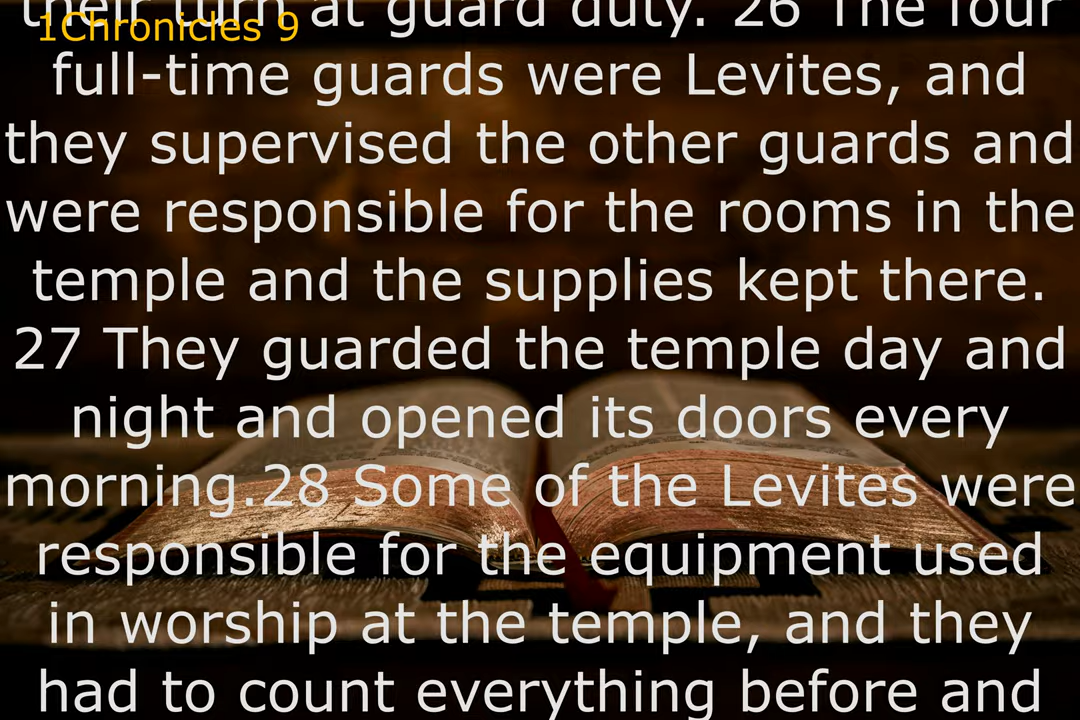 their turn at guard duty. 26 The four
1Chronicles 9
full-time guards were Levites, and
they supervised the other guards and
were responsible for the rooms in the
temple and the supplies kept there.
27 They guarded the temple day and
night and opened its doors every
morning.28 Some of the Levites were
responsible for the equipment used
in worship at the temple, and they
had to count everything before and